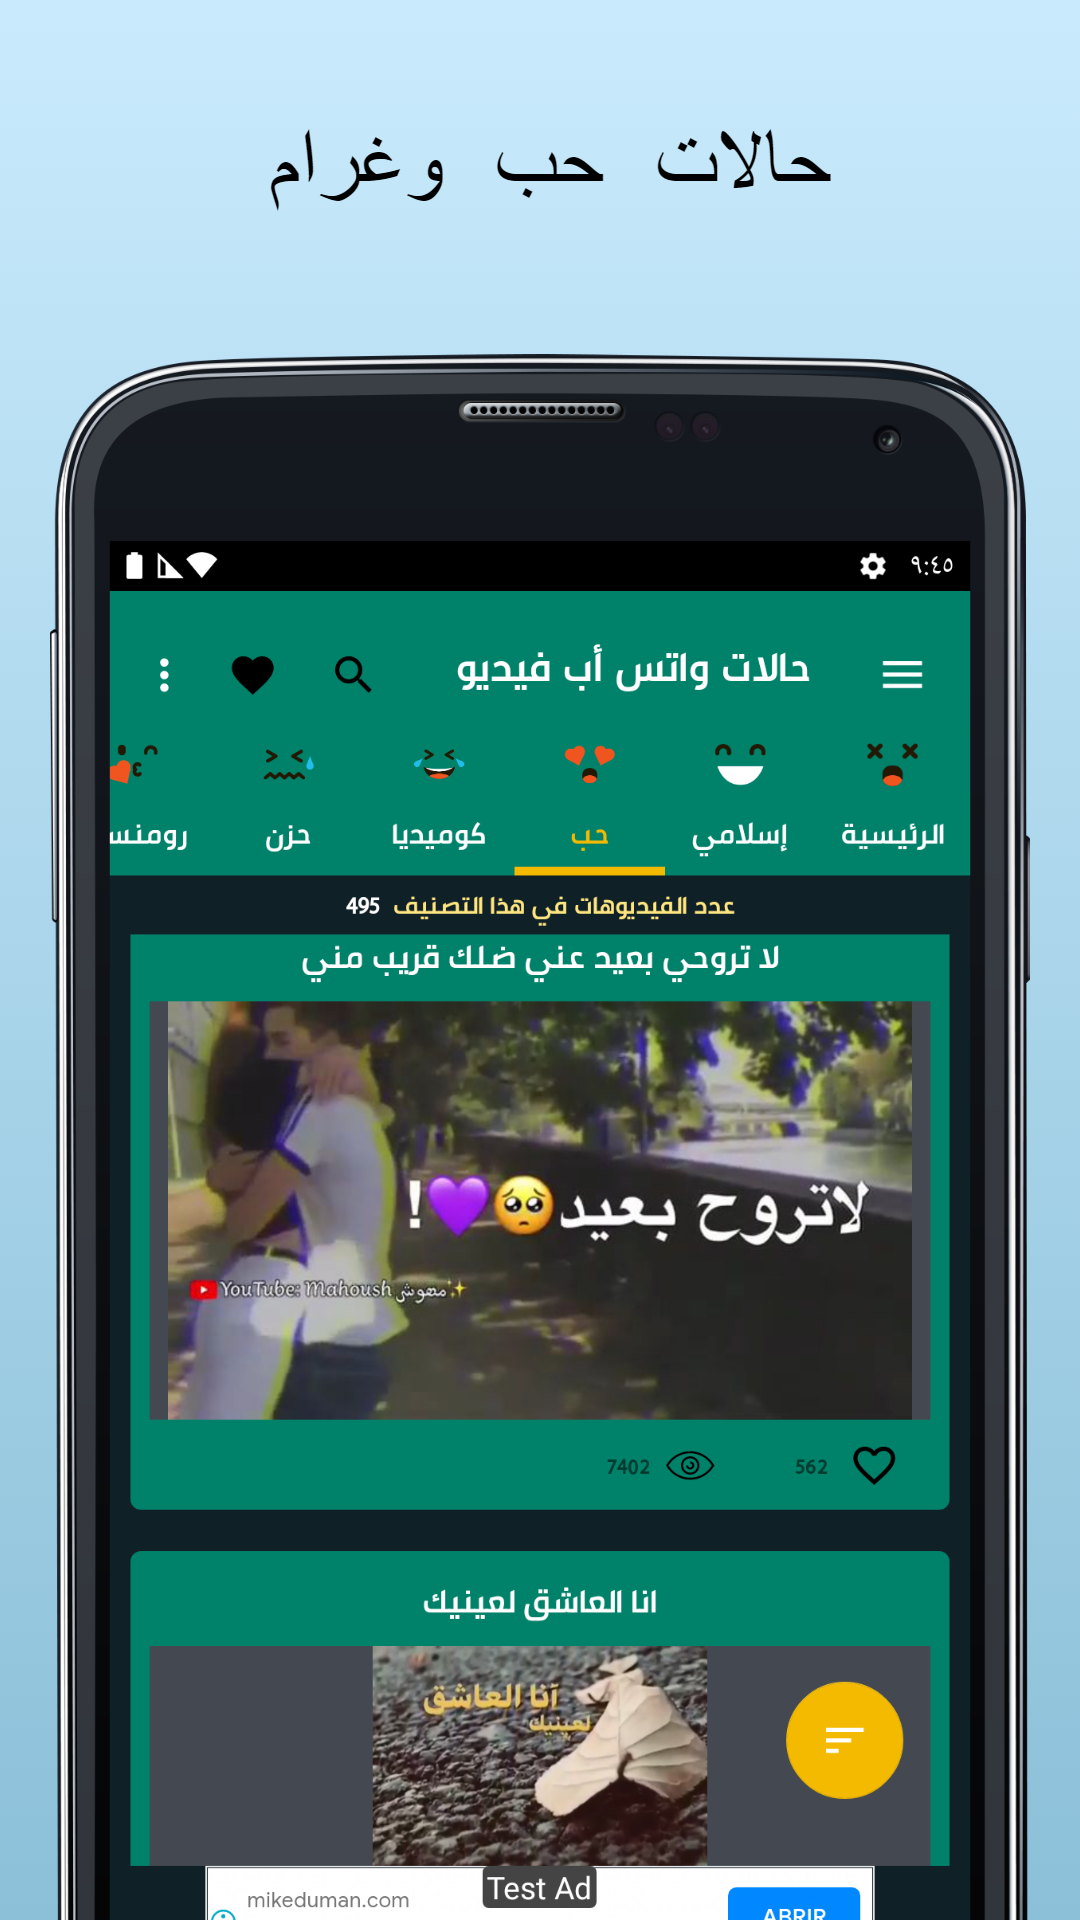 حالات حب وغرام
٩:٤٥
حالات واتس أب فيديو
الرئيسية
إسلامي
حب
كوميديا
حزن
رومنس
عدد الفيديوهات في هذا التصنيف 495
لا تروحي بعيد عني ضلك قريب مني
لاتروح بعيد🥺💜!
YouTube: Mahoush مهوش✨
562
7402
انا العاشق لعينيك
آنا العاشق
لعينيك
Test Ad
mikeduman.com
ABRIR